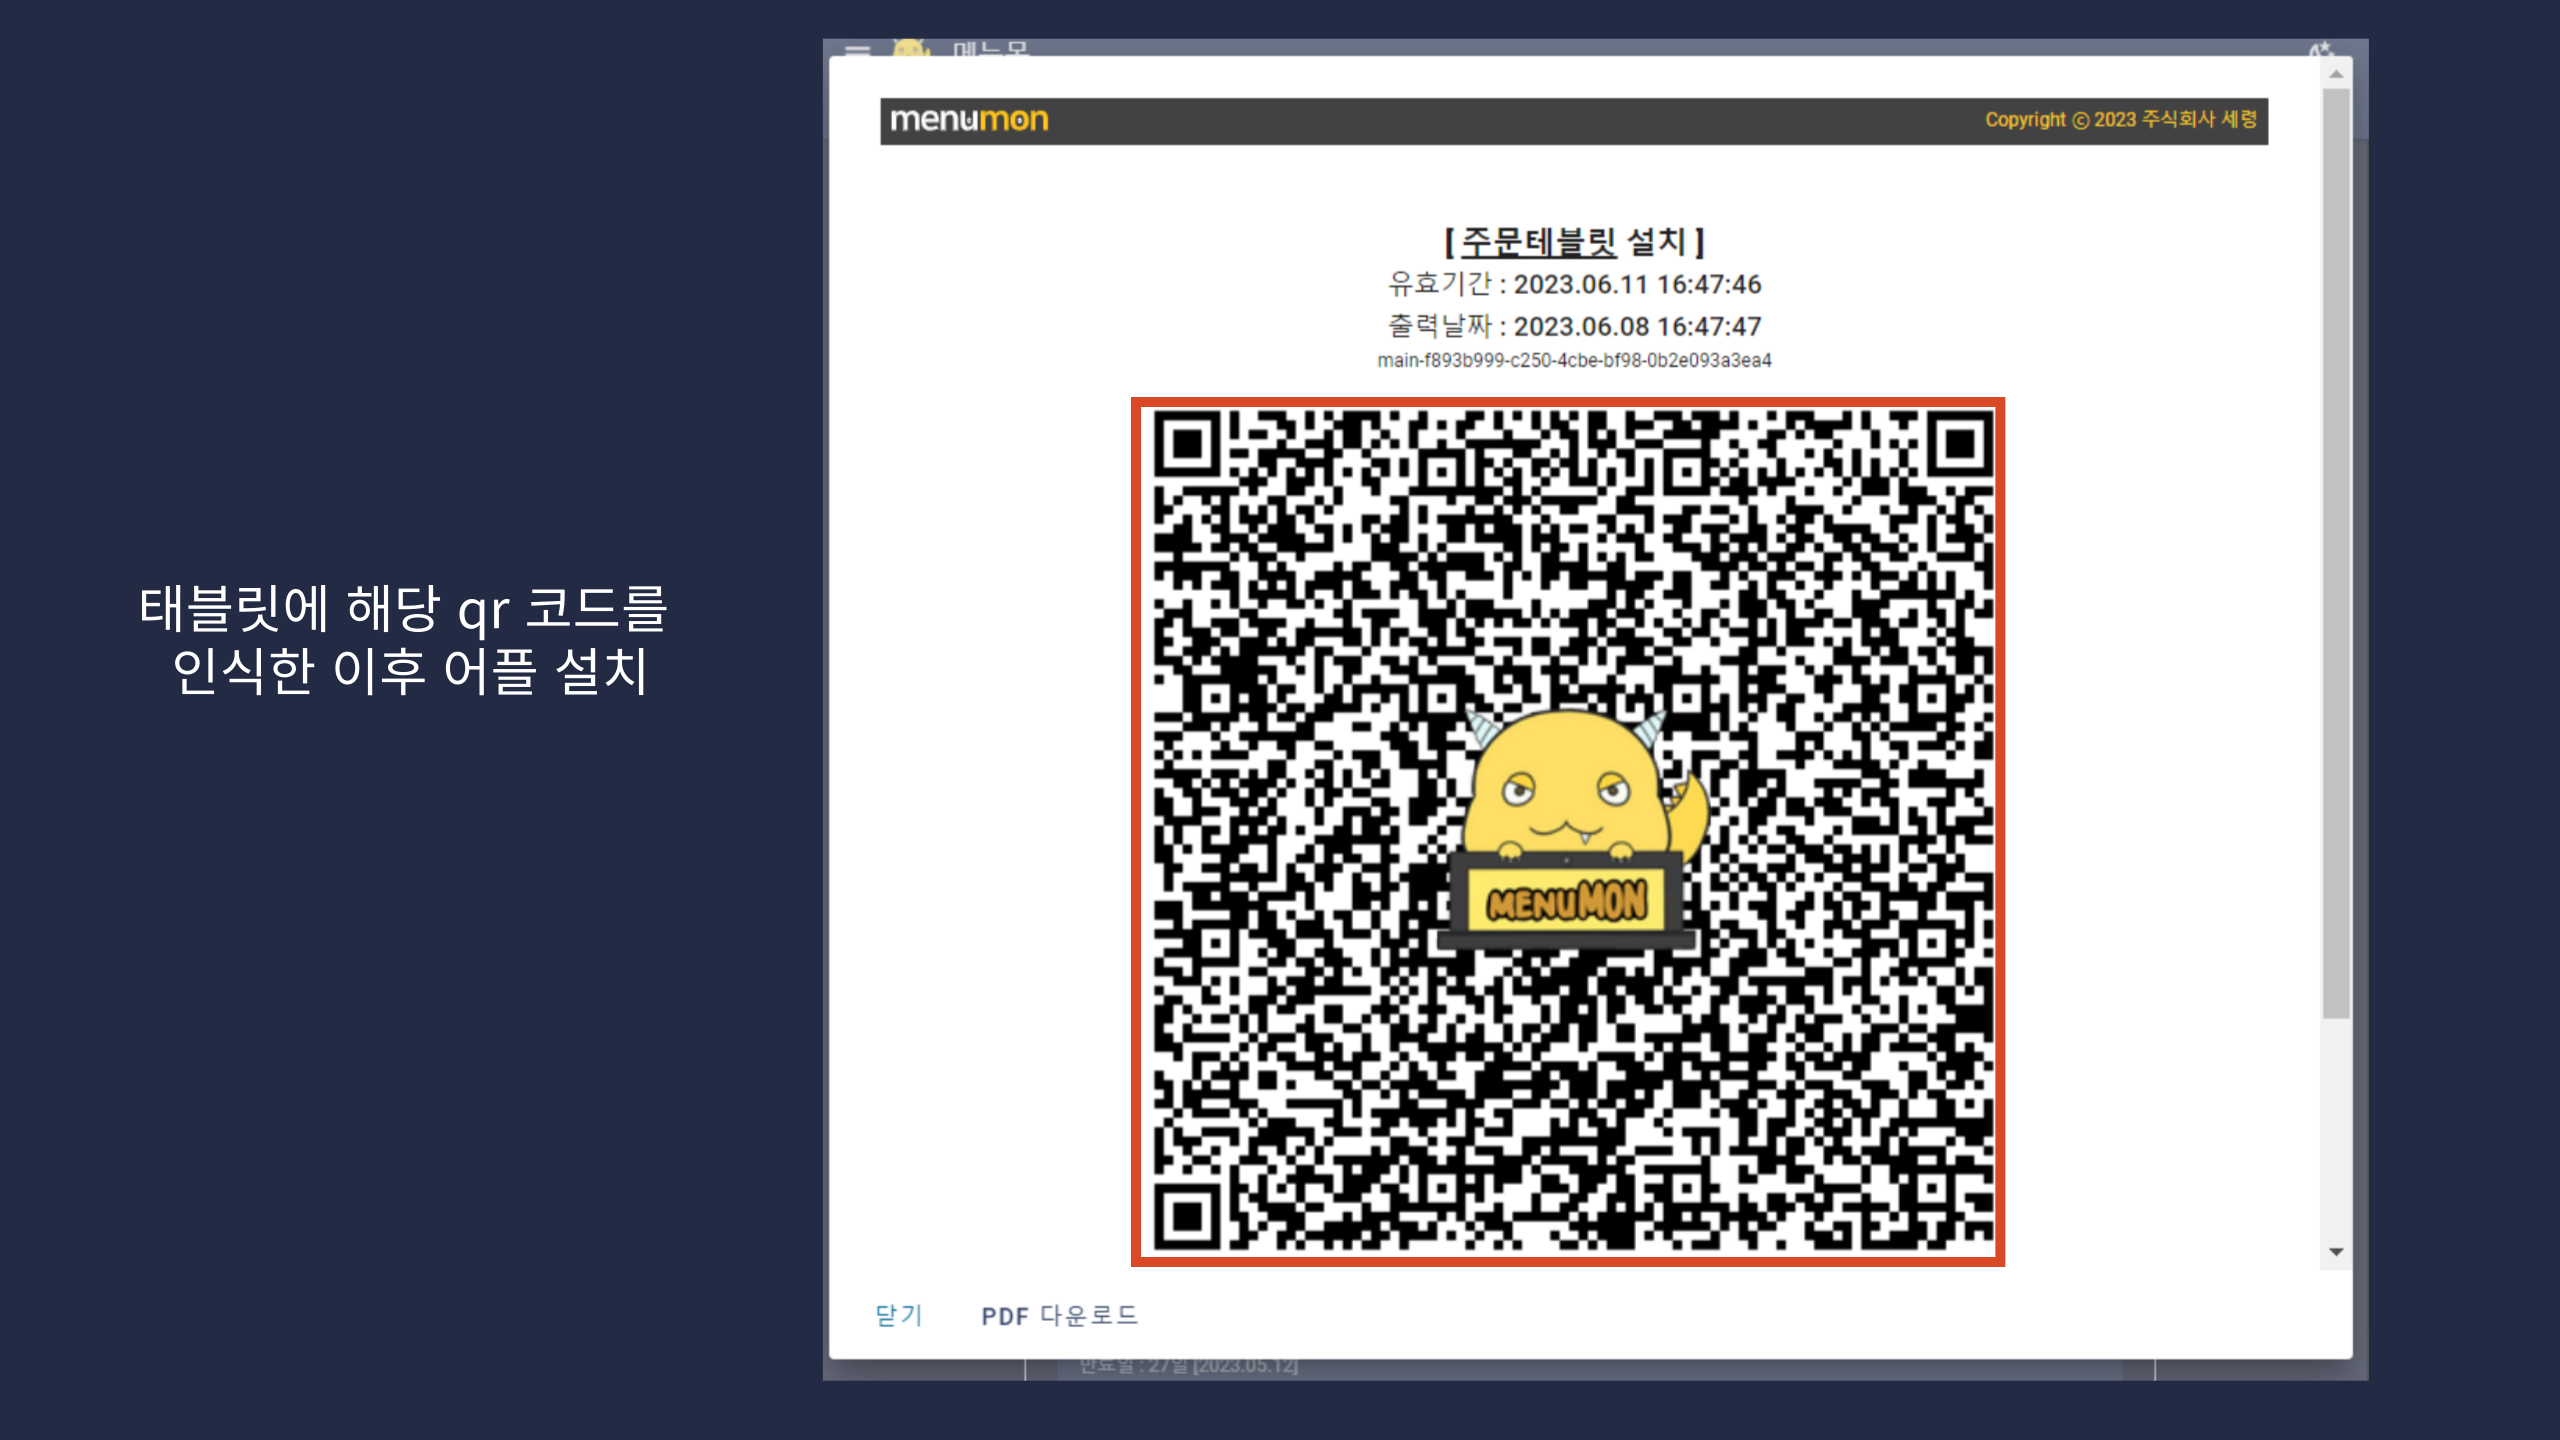 태블릿에 해당 qr 코드를
인식한 이후 어플 설치
메뉴몬
menumon
Copyright © 2023 주식회사 세령
[ 주문테블릿 설치 ]
유효기간 : 2023.06.11 16:47:46
출력날짜 : 2023.06.08 16:47:47
main-f893b999-c250-4cbe-bf98-0b2e093a3ea4
MENUMON
닫기 PDF 다운로드
만료일 : 27일 [2023.05.12]